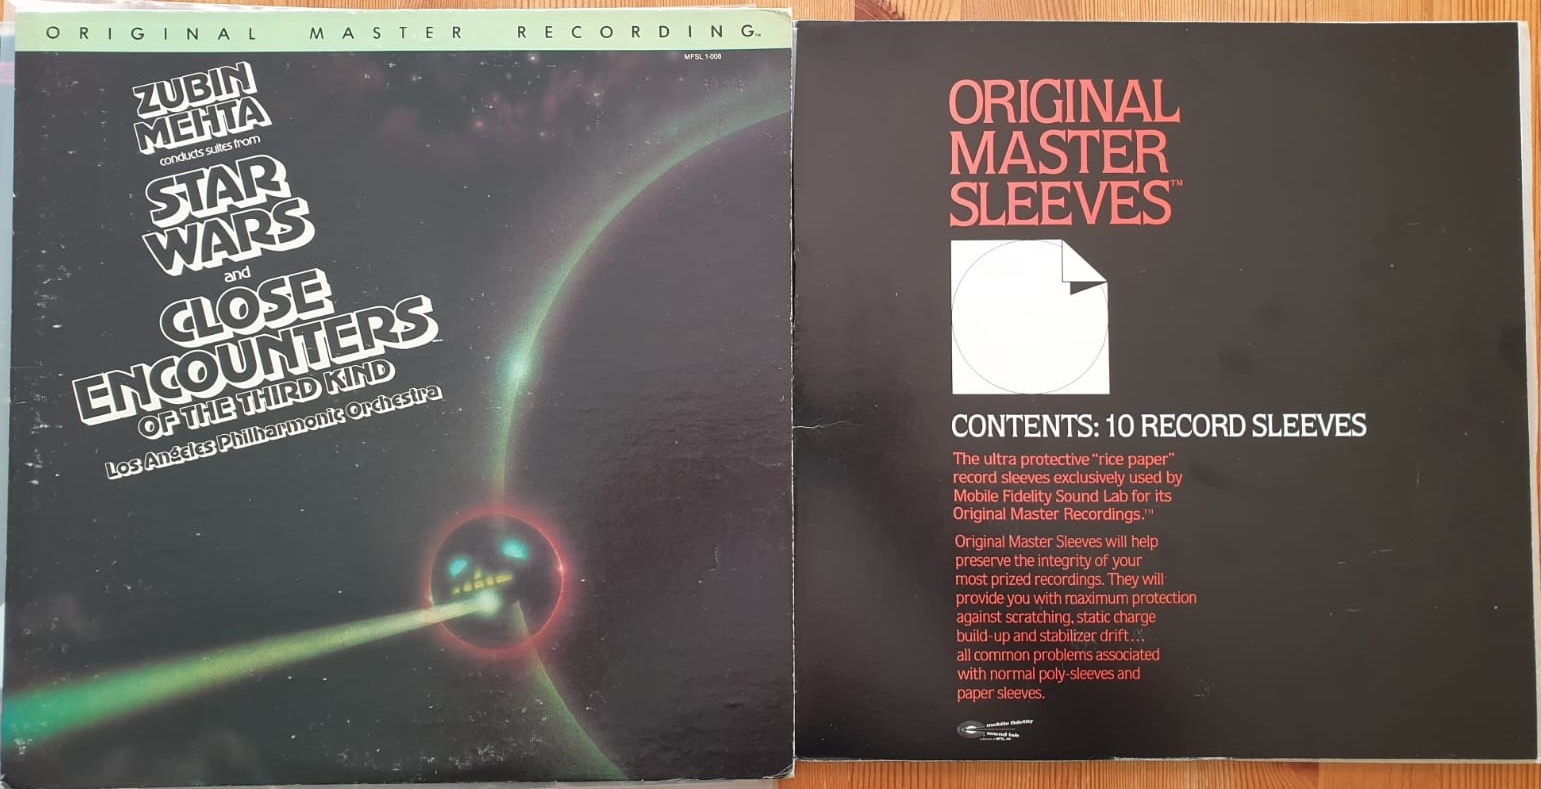 ORIGINAL MASTER RECORDING™
MFSL 1-008
ZUBIN
MEHTA
conducts suites from
STAR
WARS
and
CLOSE
ENCOUNTERS
OF THE THIRD KIND
Los Angeles Philharmonic Orchestra
ORIGINAL
MASTER
SLEEVES™
CONTENTS: 10 RECORD SLEEVES
The ultra protective “rice paper”
record sleeves exclusively used by
Mobile Fidelity Sound Lab for its
Original Master Recordings.™
Original Master Sleeves will help
preserve the integrity of your
most prized recordings. They will
provide you with maximum protection
against scratching, static charge
build-up and stabilizer drift...
all common problems associated
with normal poly-sleeves and
paper sleeves.
mobile fidelity
sound lab